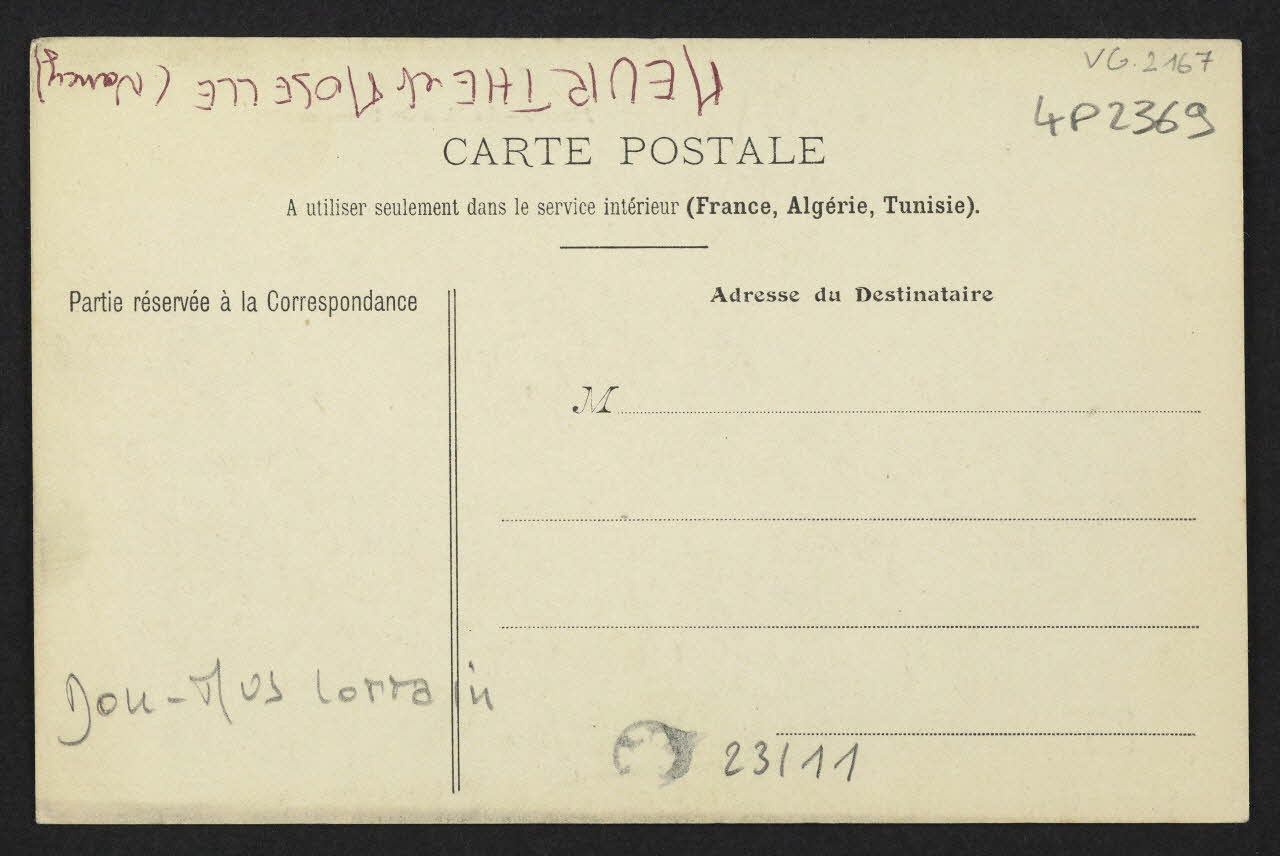 MEURTHE et MOSELLE (Nancy)
VG. 2167
4P2369
CARTE POSTALE
A utiliser seulement dans le service intérieur (France, Algérie, Tunisie).
Partie réservée à la Correspondance
Adresse du Destinataire
M
Don-Mus Lorrain
23/11